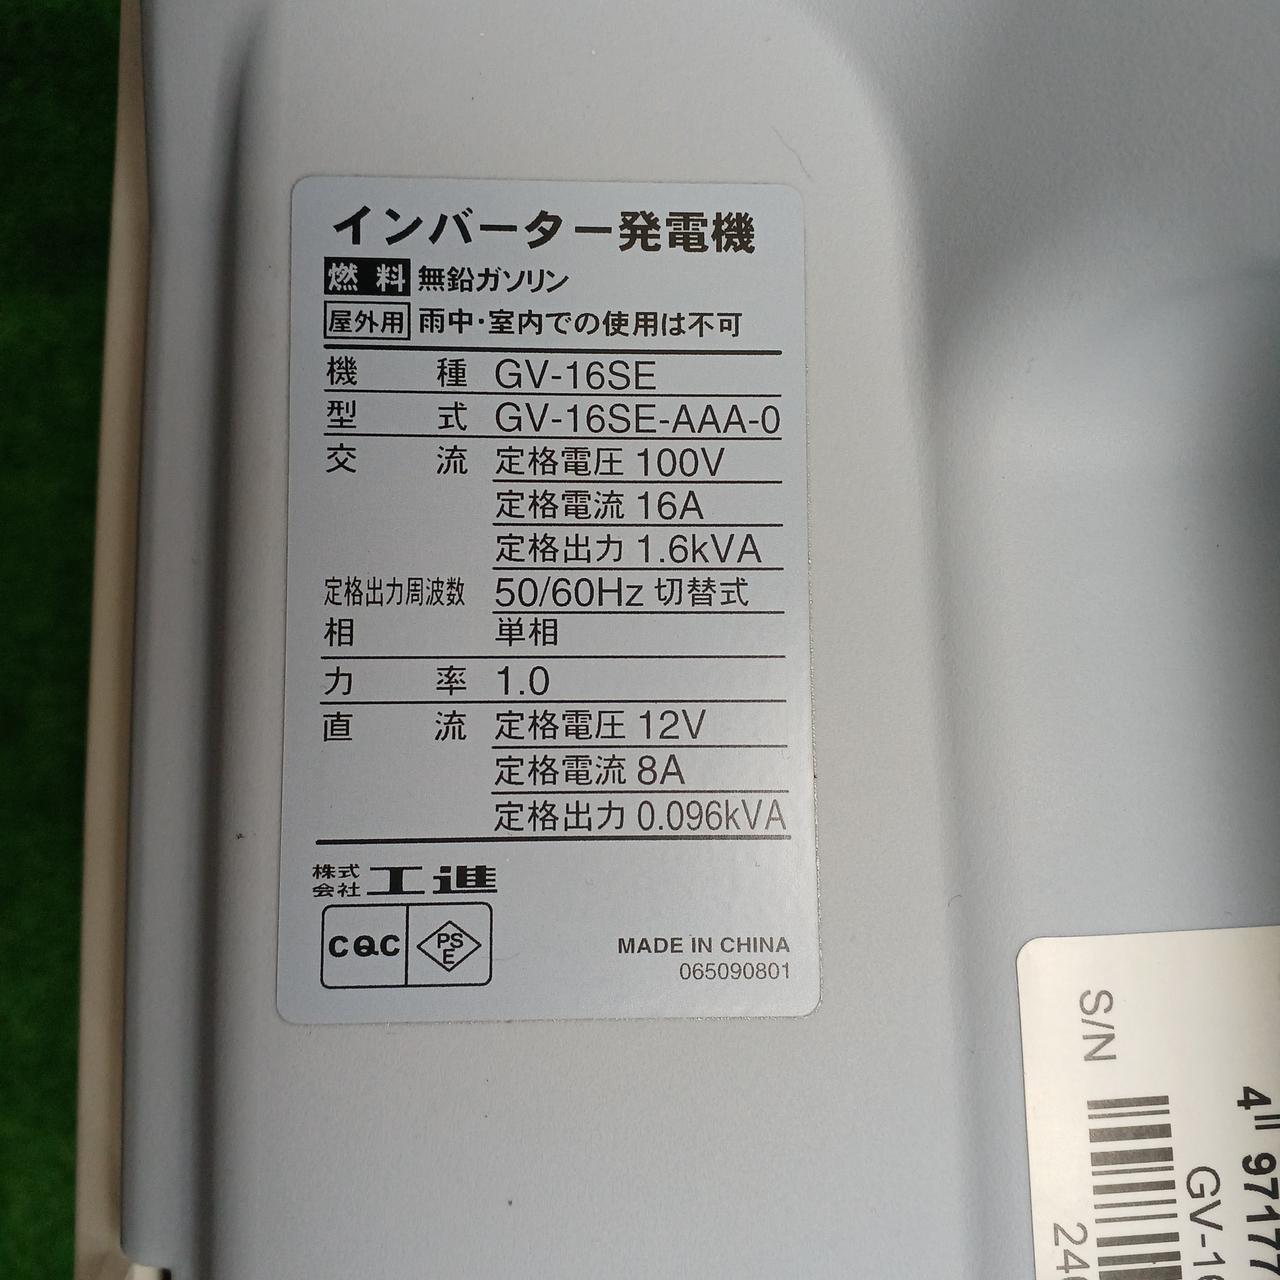 インバーター発電機
燃料 無鉛ガソリン
屋外用 雨中・室内での使用は不可
機種 GV-16SE
型式 GV-16SE-AAA-0
交流 定格電圧 100V
定格電流 16A
定格出力 1.6kVA
定格出力周波数 50/60Hz 切替式
相 単相
力率 1.0
直流 定格電圧 12V
定格電流 8A
定格出力 0.096kVA
株式会社 工進
CQC PSE
MADE IN CHINA
065090801
S/N